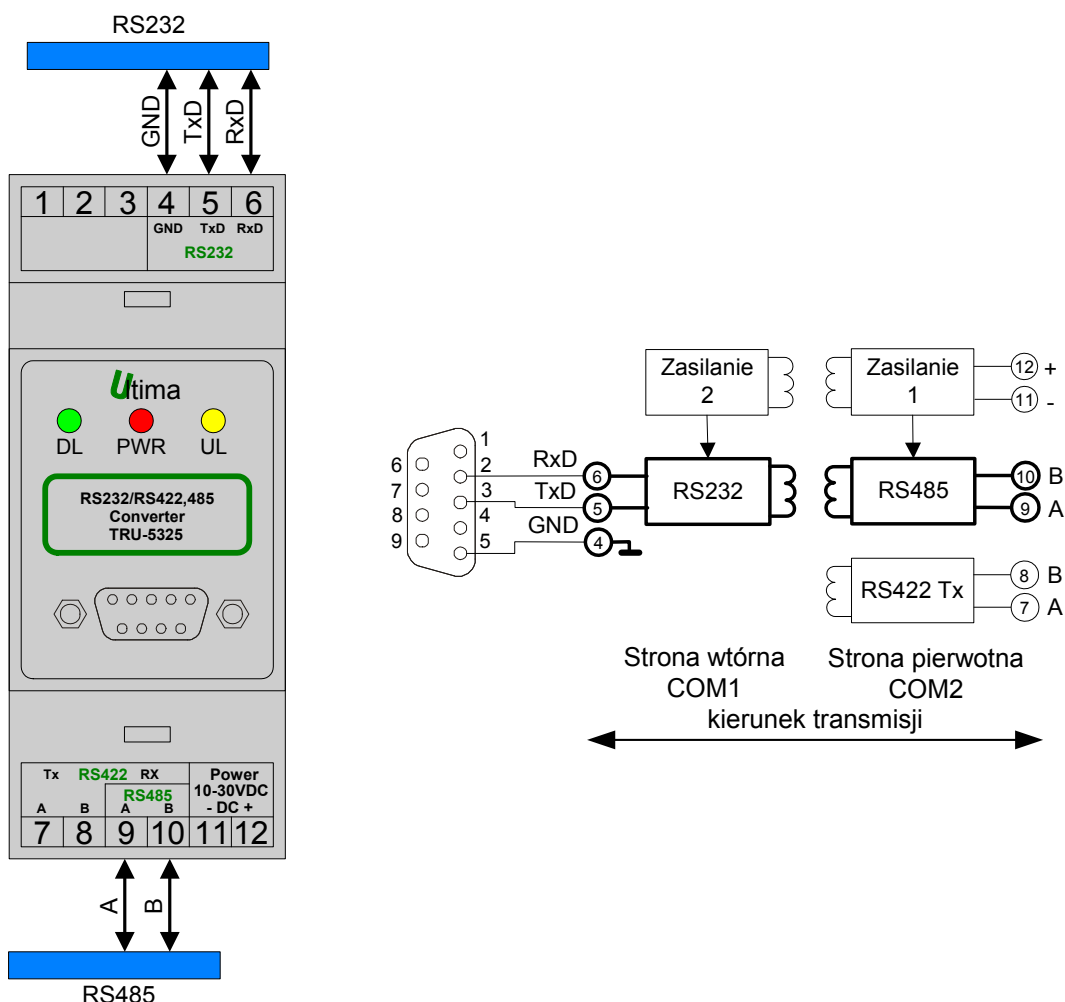 RS232
GND TxD RxD
1 2 3 4 5 6
GND TxD RxD
RS232
Ultima
DL PWR UL
RS232/RS422,485
Converter
TRU-5325
Tx RS422 RX Power
RS485 10-30VDC
A B A B - DC +
7 8 9 10 11 12
A B
RS485
Zasilanie
2
Zasilanie
1
12 +
11 -
1
6
2
7
3
8
4
9
5
RxD 6
TxD 5
GND 4
RS232
RS485
10 B
9 A
RS422 Tx
8 B
7 A
Strona wtórna
COM1
Strona pierwotna
COM2
kierunek transmisji